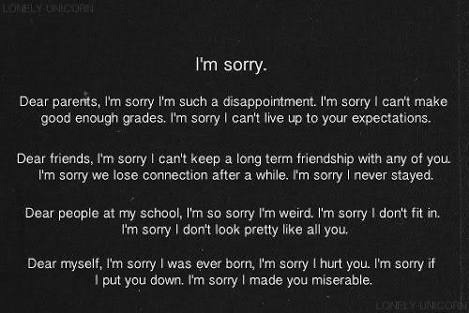 LONELY-UNICORN
I'm sorry.
Dear parents, I'm sorry I'm such a disappointment. I'm sorry I can't make
good enough grades. I'm sorry I can't live up to your expectations.
Dear friends, I'm sorry I can't keep a long term friendship with any of you.
I'm sorry we lose connection after a while. I'm sorry I never stayed.
Dear people at my school, I'm so sorry I'm weird. I'm sorry I don't fit in.
I'm sorry I don't look pretty like all you.
Dear myself, I'm sorry I was ever born, I'm sorry I hurt you. I'm sorry if
I put you down. I'm sorry I made you miserable.
LONELY-UNICORN